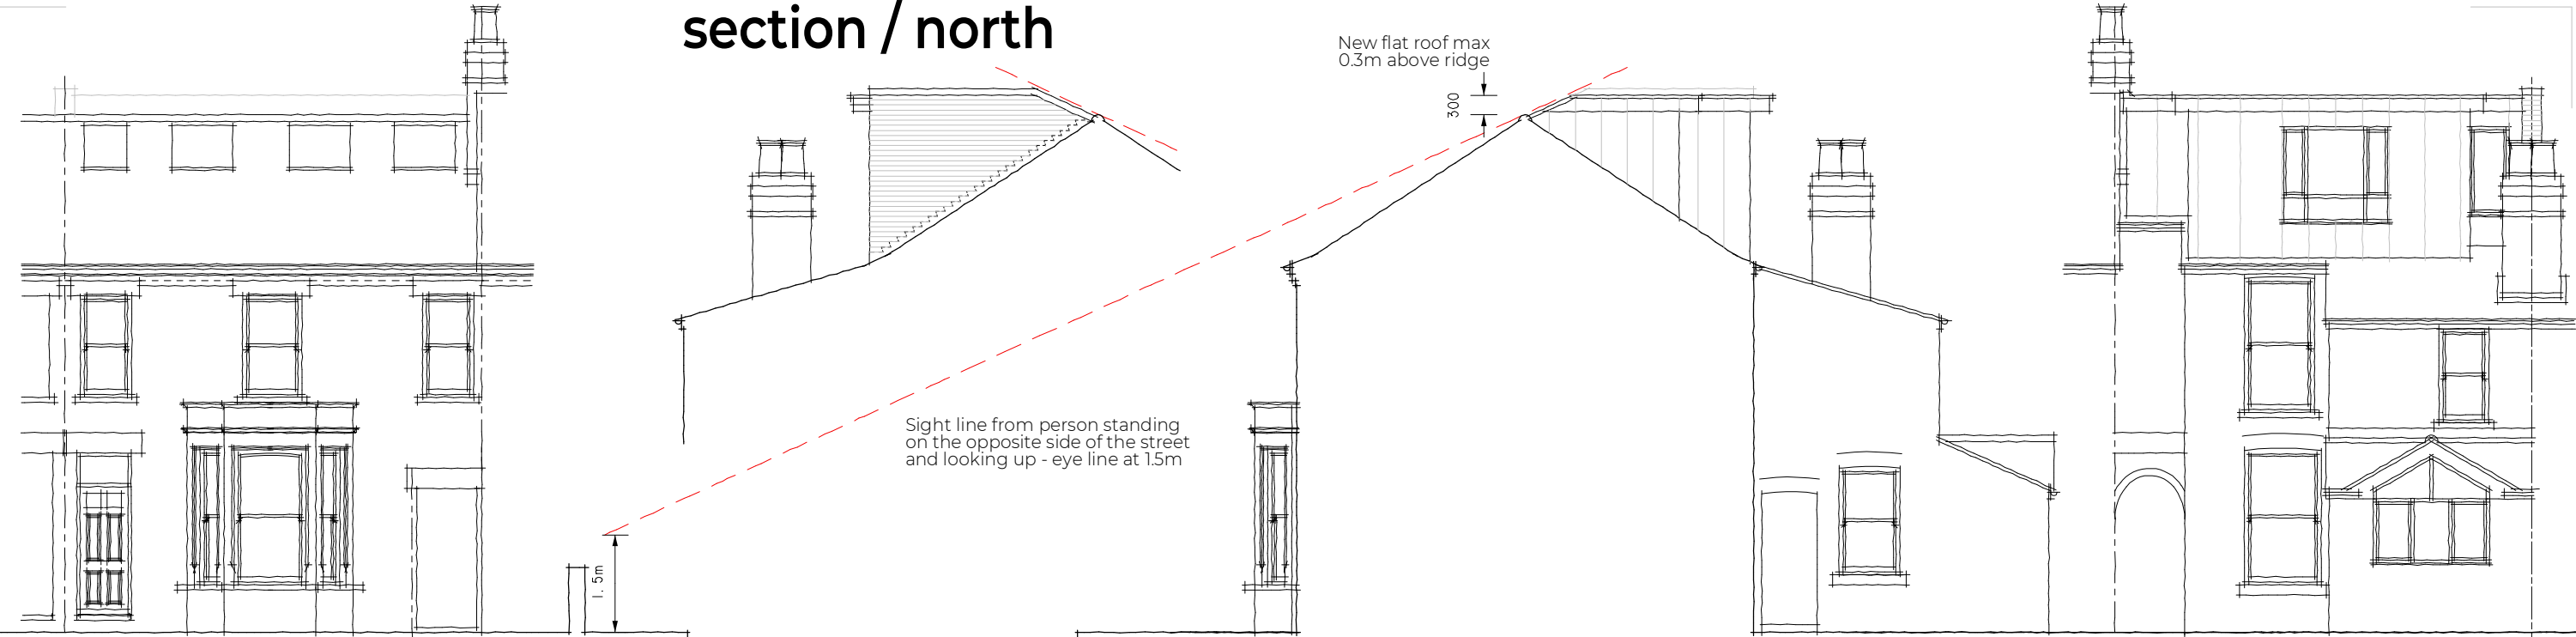 section / north
New flat roof max
0.3m above ridge
300
Sight line from person standing
on the opposite side of the street
and looking up - eye line at 1.5m
1.5m